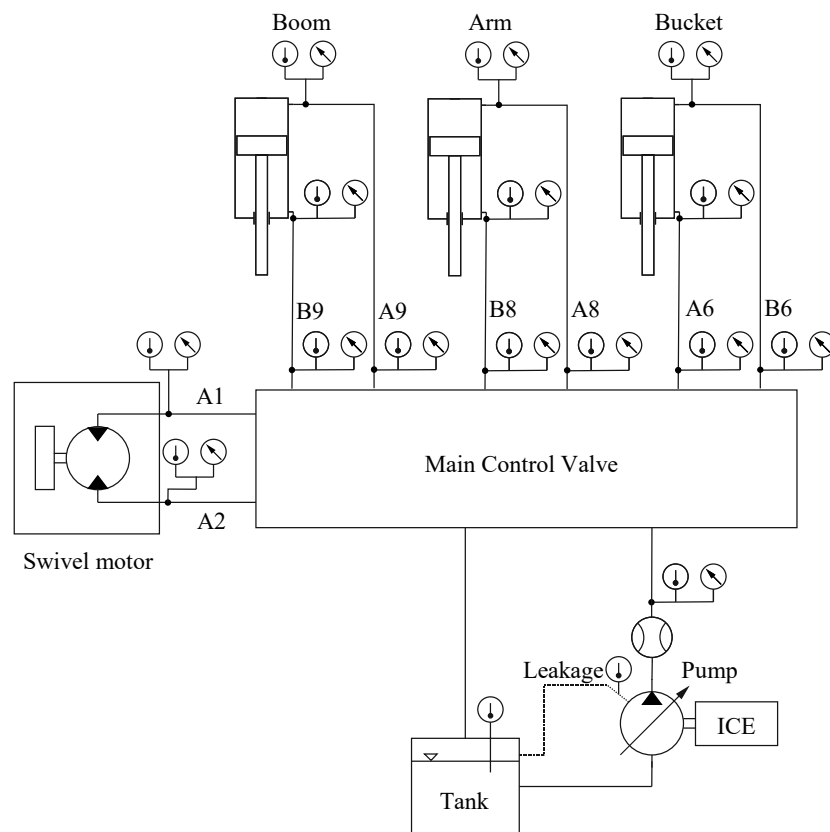 Boom
Arm
Bucket
B9
A9
B8
A8
A6
B6
A1
Main Control Valve
A2
Swivel motor
Leakage
Pump
ICE
Tank